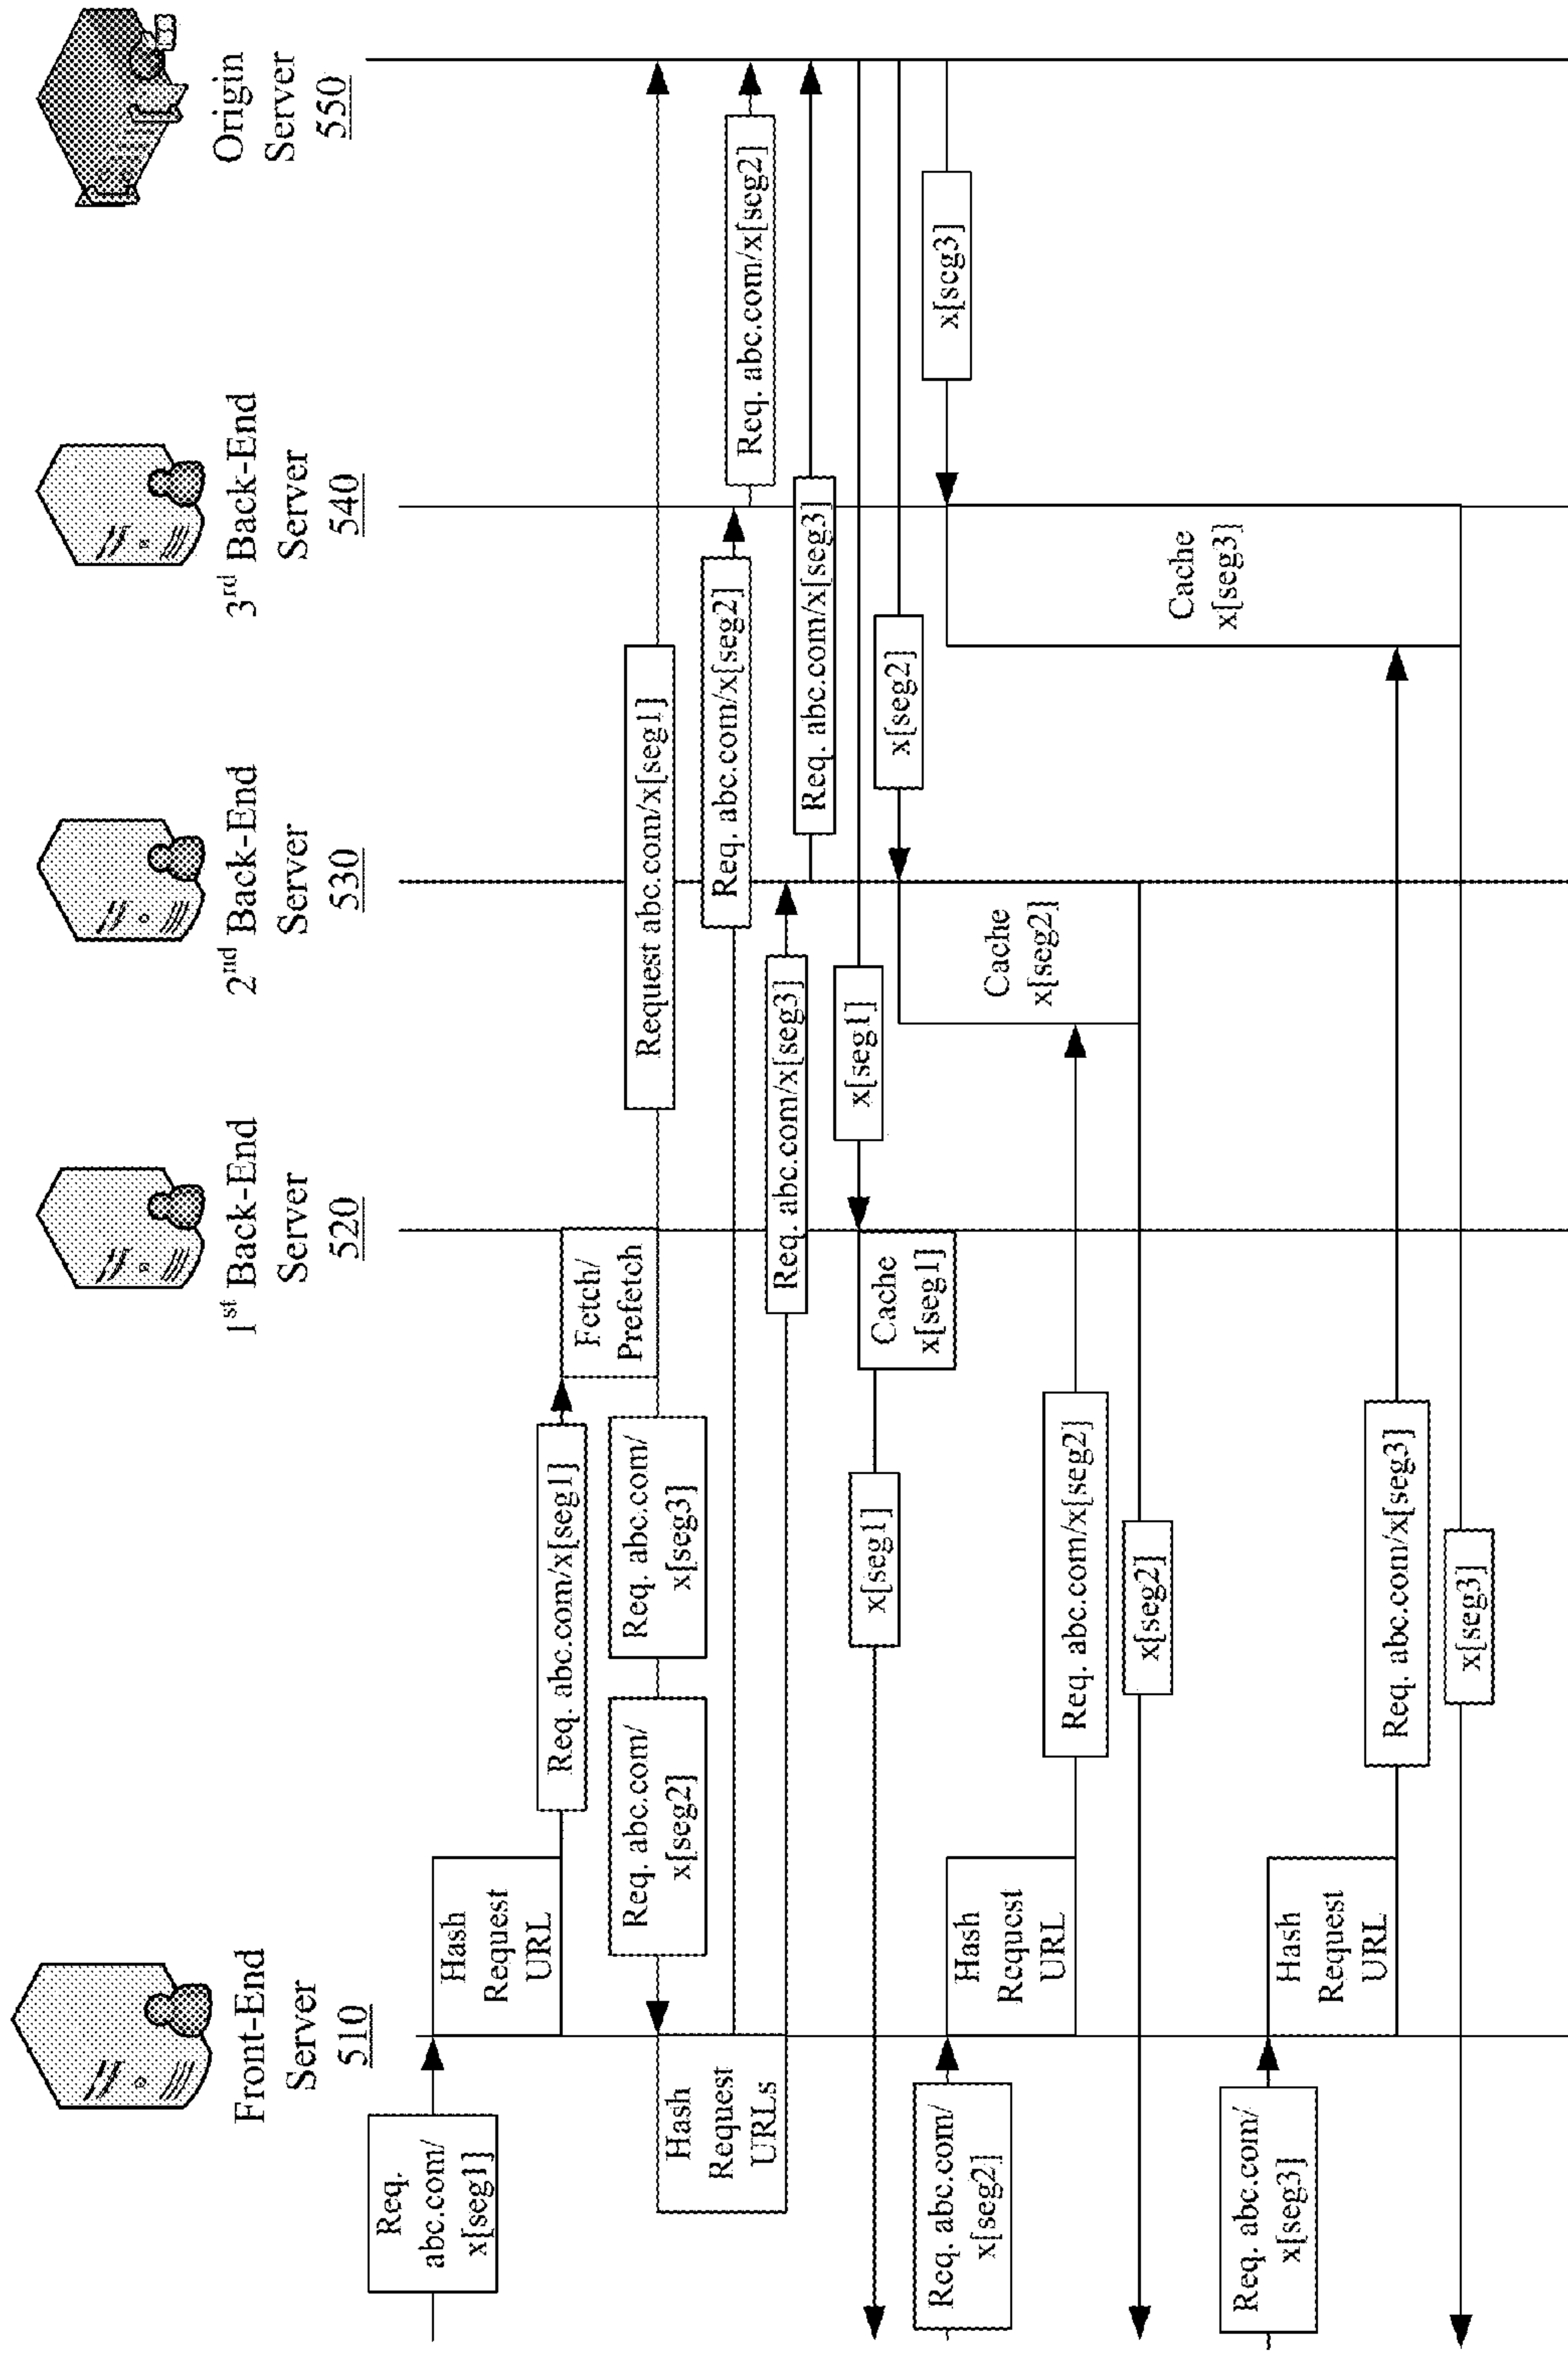 Front-End
Server
510
1st Back-End
Server
520
2nd Back-End
Server
530
3rd Back-End
Server
540
Origin
Server
550
Req.
abc.com/
x[seg1]
Hash
Request
URL
Req. abc.com/x[seg1]
Fetch/
Prefetch
Req. abc.com/
x[seg2]
Req. abc.com/
x[seg3]
Request abc.com/x[seg1]
Hash
Request
URLs
Req. abc.com/x[seg2]
Req. abc.com/x[seg2]
Req. abc.com/x[seg3]
Req. abc.com/x[seg3]
x[seg1]
Cache
x[seg1]
x[seg1]
x[seg2]
Cache
x[seg2]
x[seg3]
Cache
x[seg3]
Req. abc.com/
x[seg2]
Hash
Request
URL
Req. abc.com/x[seg2]
x[seg2]
Req. abc.com/
x[seg3]
Hash
Request
URL
Req. abc.com/x[seg3]
x[seg3]